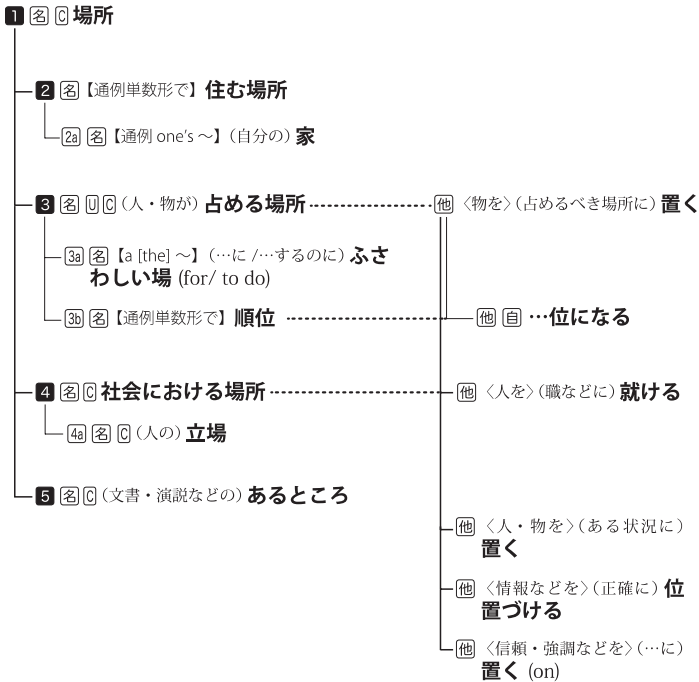 1 名 C 場所
2 名【通例単数形で】住む場所
2a 名【通例 one's ～】（自分の）家
3 名 U C（人・物が）占める場所
他〈物を〉（占めるべき場所に）置く
3a 名【a [the] ～】（…に /…するのに）ふさ
わしい場 (for/ to do)
3b 名【通例単数形で】順位
他 自 …位になる
4 名 C 社会における場所
他〈人を〉（職などに）就ける
4a 名 C（人の）立場
5 名 C（文書・演説などの）あるところ
他〈人・物を〉（ある状況に）
置く
他〈情報などを〉（正確に）位
置づける
他〈信頼・強調などを〉（…に）
置く (on)